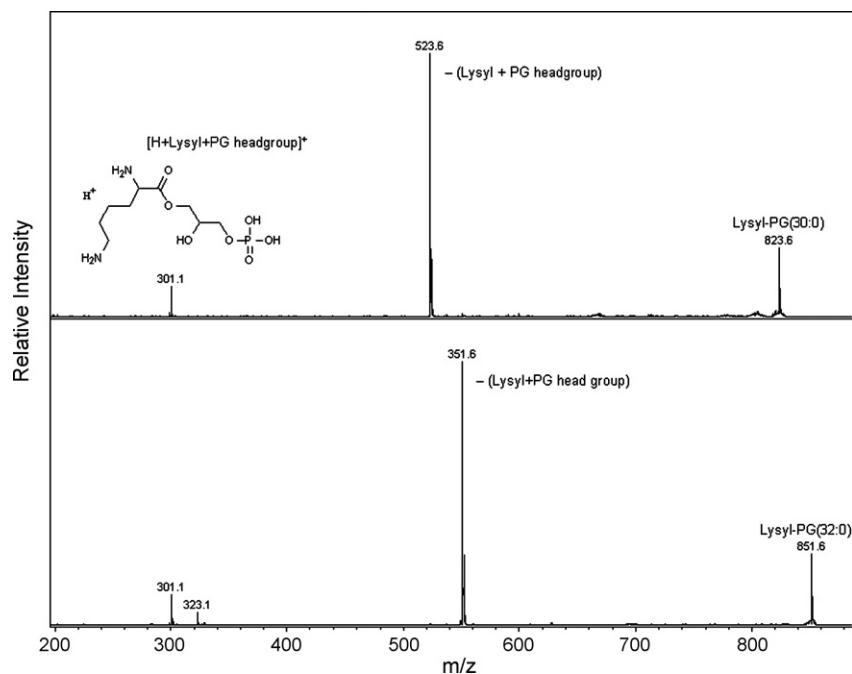 523.6
– (Lysyl + PG headgroup)
[H+Lysyl+PG headgroup]⁺
H₂N
O
H⁺
O
HO
OH
O
P
OH
O
H₂N
301.1
Lysyl-PG(30:0)
823.6
Relative Intensity
351.6
– (Lysyl+PG head group)
Lysyl-PG(32:0)
851.6
301.1
323.1
200 300 400 500 600 700 800
m/z